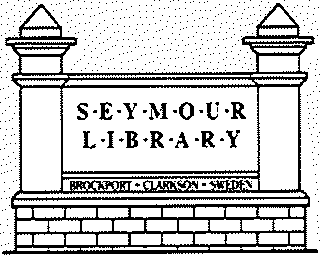 S·E·Y·M·O·U·R
L·I·B·R·A·R·Y
BROCKPORT · CLARKSON · SWEDEN